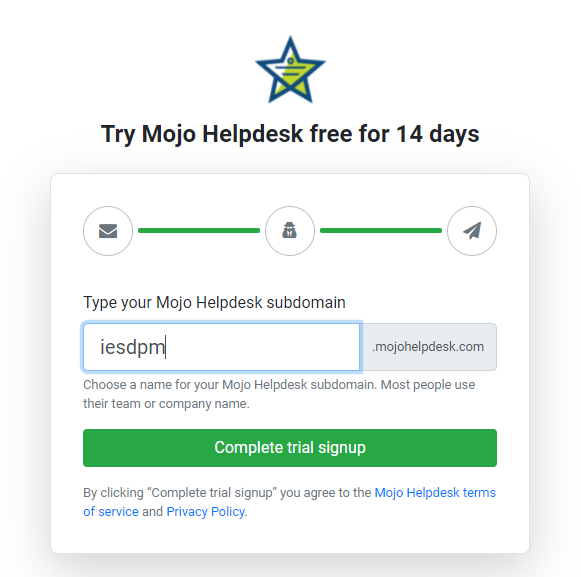 Try Mojo Helpdesk free for 14 days
Type your Mojo Helpdesk subdomain
iesdpm .mojohelpdesk.com
Choose a name for your Mojo Helpdesk subdomain. Most people use
their team or company name.
Complete trial signup
By clicking “Complete trial signup” you agree to the Mojo Helpdesk terms
of service and Privacy Policy.